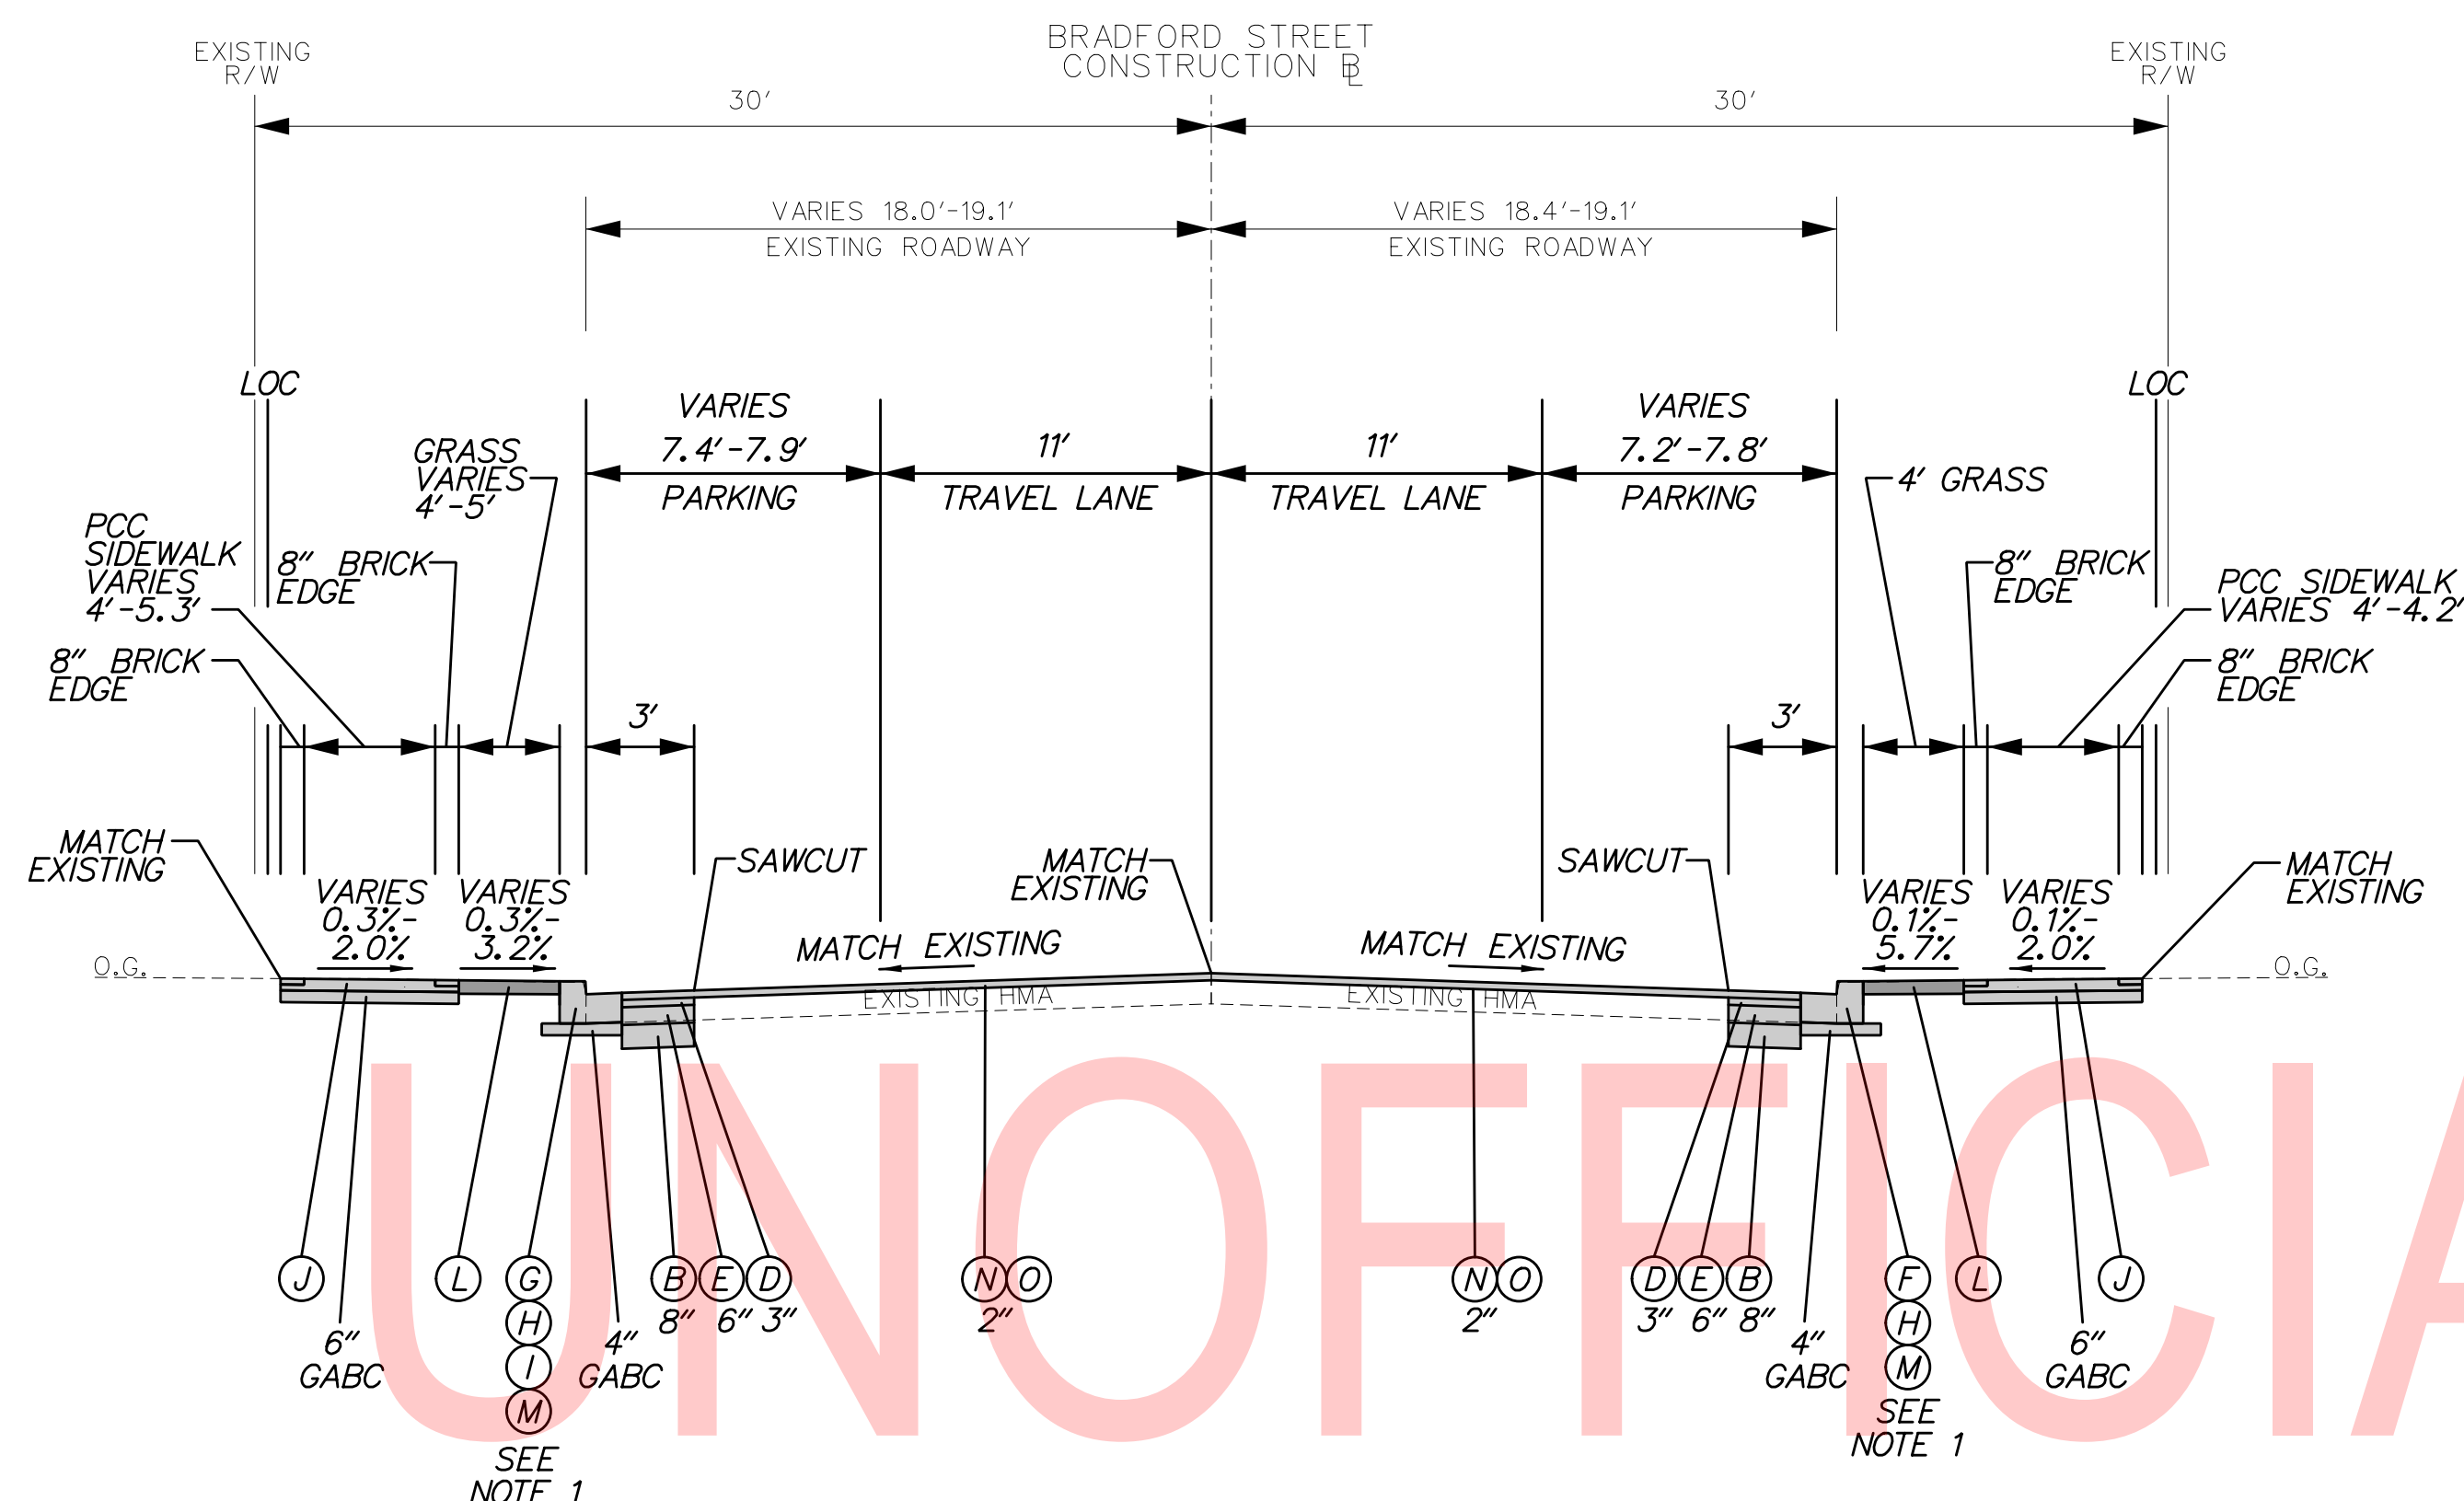 BRADFORD STREET
CONSTRUCTION B̲L
EXISTING
R/W
EXISTING
R/W
30'
30'
VARIES 18.0'-19.1'
EXISTING ROADWAY
VARIES 18.4'-19.1'
EXISTING ROADWAY
LOC
LOC
VARIES
7.4'-7.9'
PARKING
11'
TRAVEL LANE
11'
TRAVEL LANE
VARIES
7.2'-7.8'
PARKING
GRASS
VARIES
4'-5'
4' GRASS
PCC
SIDEWALK
VARIES
4'-5.3'
8" BRICK
EDGE
8" BRICK
EDGE
PCC SIDEWALK
VARIES 4'-4.2'
8" BRICK
EDGE
8" BRICK
EDGE
3'
3'
MATCH
EXISTING
SAWCUT
MATCH
EXISTING
SAWCUT
MATCH
EXISTING
VARIES
0.3%-
2.0%
VARIES
0.3%-
3.2%
MATCH EXISTING
MATCH EXISTING
VARIES
0.1%-
5.7%
VARIES
0.1%-
2.0%
O.G.
O.G.
EXISTING HMA
EXISTING HMA
J
L
G
H
I
M
SEE
NOTE 1
6"
GABC
4"
GABC
B
8"
E
6"
D
3"
N O
2"
N O
2"
D
3"
E
6"
B
8"
4"
GABC
F
H
M
SEE
NOTE 1
L
J
6"
GABC
UNOFFICIA